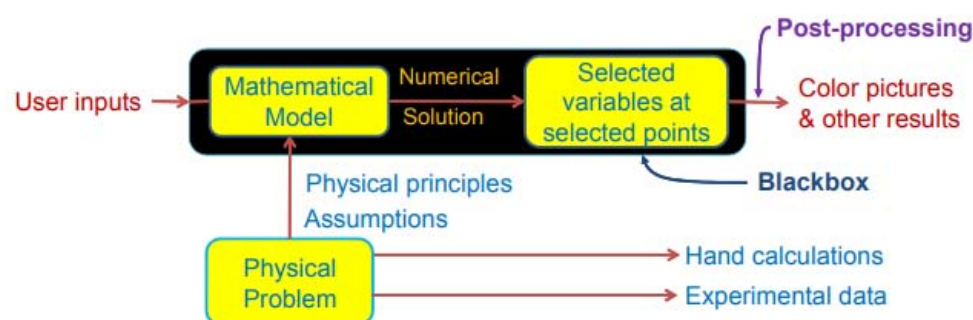 Post-processing
User inputs
Mathematical
Model
Numerical
Solution
Selected
variables at
selected points
Color pictures
& other results
Physical principles
Assumptions
Blackbox
Physical
Problem
Hand calculations
Experimental data